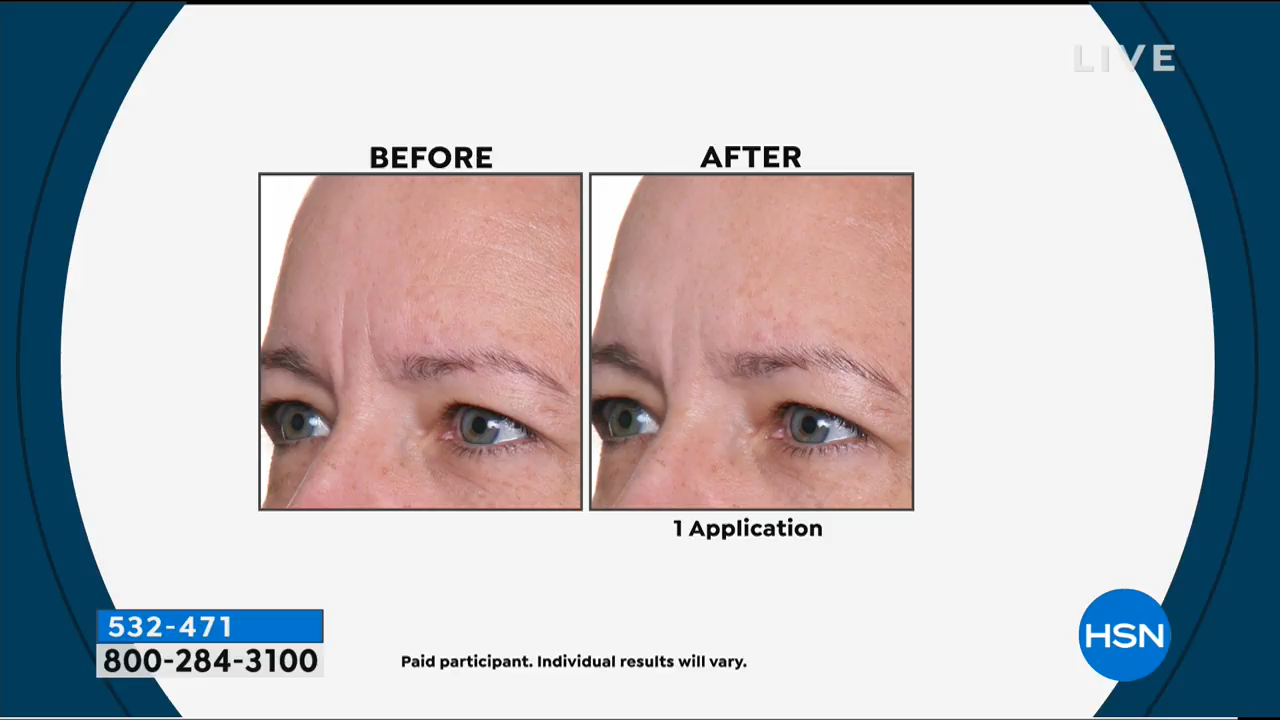 LIVE
BEFORE
AFTER
1 Application
532-471
800-284-3100
Paid participant. Individual results will vary.
HSN